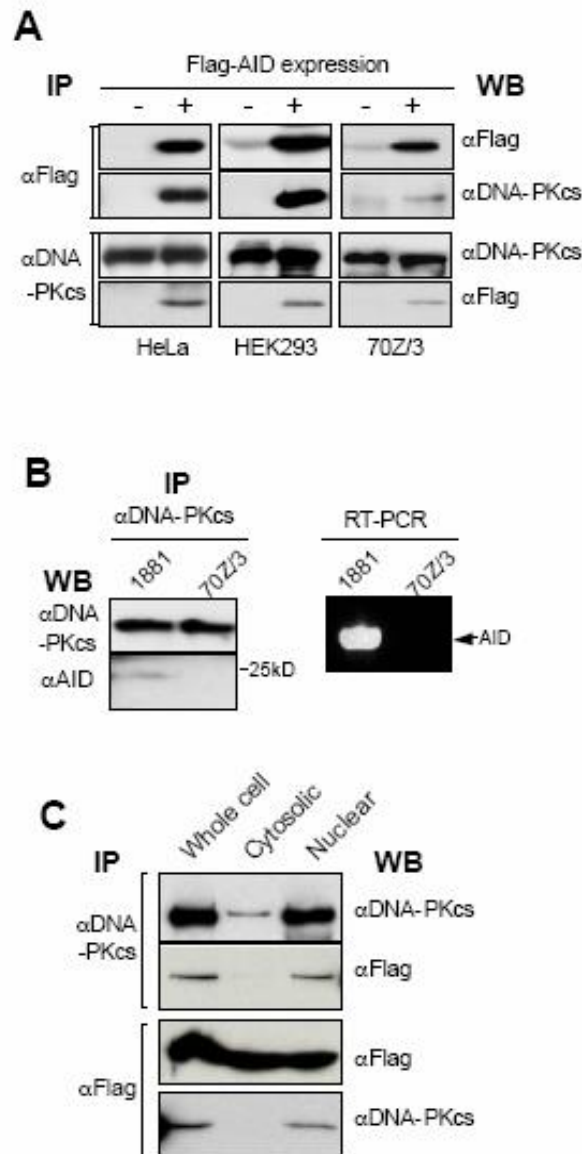 A
IP Flag-AID expression WB
- + - + - +
αFlag
αFlag
αDNA-PKcs
αDNA
-PKcs
αDNA-PKcs
αFlag
HeLa HEK293 70Z/3
B
IP
αDNA-PKcs
RT-PCR
WB
1881 70Z/3
1881 70Z/3
αDNA
-PKcs
αAID
-25kD
AID
C
Whole cell Cytosolic Nuclear
IP WB
αDNA
-PKcs
αDNA-PKcs
αFlag
αFlag
αFlag
αDNA-PKcs